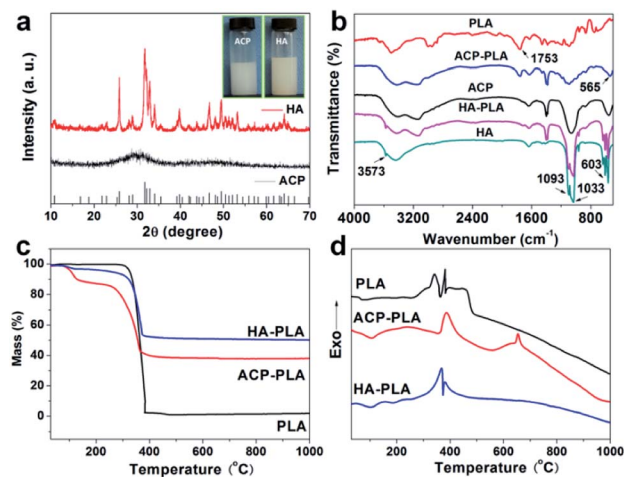 a
ACP
HA
HA
ACP
Intensity (a. u.)
10 20 30 40 50 60 70
2θ (degree)
b
PLA
1753
ACP-PLA
565
ACP
HA-PLA
HA
3573
603
1093
1033
Transmittance (%)
4000 3200 2400 1600 800
Wavenumber (cm⁻¹)
c
100
80
60
40
20
0
Mass (%)
HA-PLA
ACP-PLA
PLA
200 400 600 800 1000
Temperature (°C)
d
PLA
ACP-PLA
HA-PLA
Exo
200 400 600 800 1000
Temperature (°C)